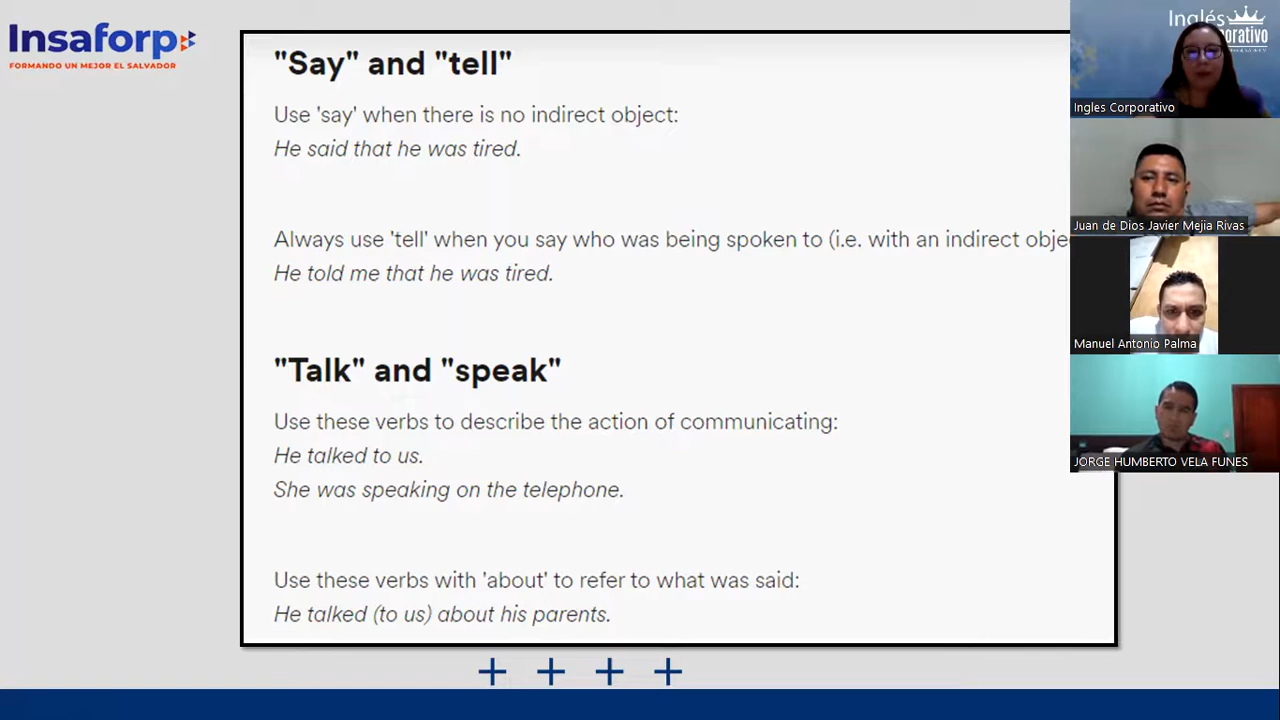 Insaforp
FORMANDO UN MEJOR EL SALVADOR
"Say" and "tell"
Use 'say' when there is no indirect object:
He said that he was tired.
Always use 'tell' when you say who was being spoken to (i.e. with an indirect obje
He told me that he was tired.
"Talk" and "speak"
Use these verbs to describe the action of communicating:
He talked to us.
She was speaking on the telephone.
Use these verbs with 'about' to refer to what was said:
He talked (to us) about his parents.
Inglés
Ingles Corporativo
Juan de Dios Javier Mejia Rivas
Manuel Antonio Palma
JORGE HUMBERTO VELA FUNES